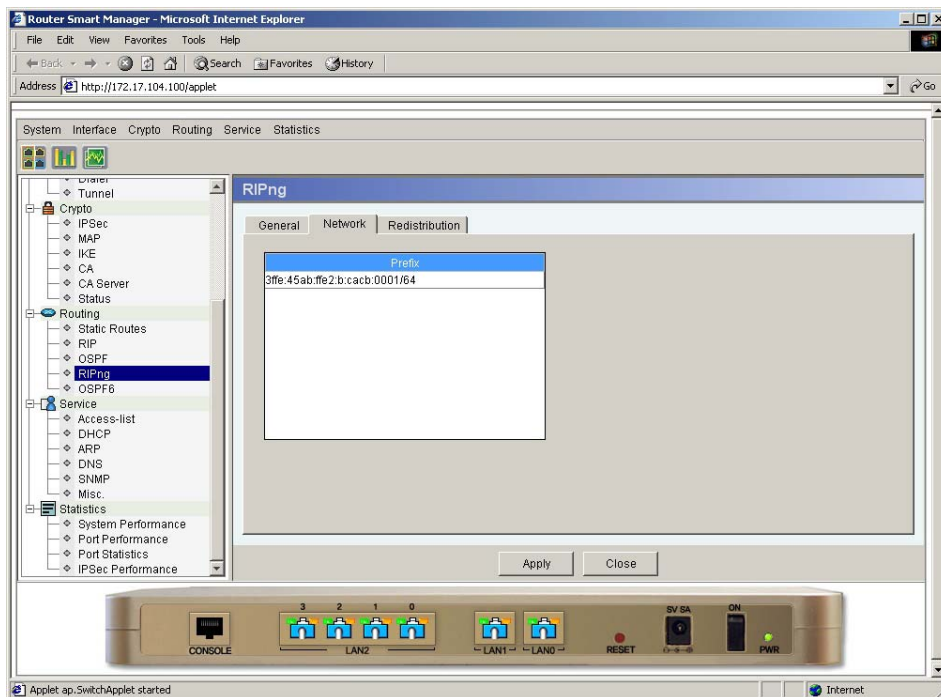 Router Smart Manager - Microsoft Internet Explorer
File Edit View Favorites Tools Help
Back Search Favorites History
Address http://172.17.104.100/applet Go
System Interface Crypto Routing Service Statistics
Dialer
Tunnel
Crypto
IPSec
MAP
IKE
CA
CA Server
Status
Routing
Static Routes
RIP
OSPF
RIPng
OSPF6
Service
Access-list
DHCP
ARP
DNS
SNMP
Misc.
Statistics
System Performance
Port Performance
Port Statistics
IPSec Performance
RIPng
General Network Redistribution
Prefix
3ffe:45ab:ffe2:b:cacb:0001/64
Apply Close
3 2 1 0
5V 5A ON
CONSOLE LAN2 LAN1 LAN0 RESET PWR
Applet ap.SwitchApplet started Internet